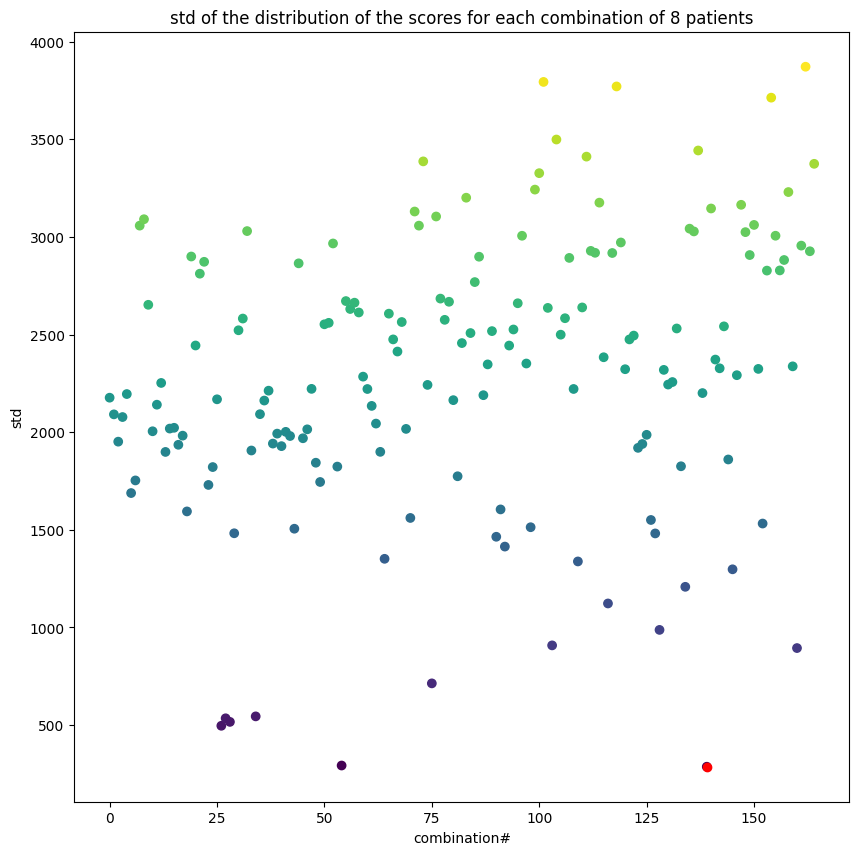 std of the distribution of the scores for each combination of 8 patients
4000
3500
3000
2500
2000
1500
1000
500
std
0 25 50 75 100 125 150
combination#